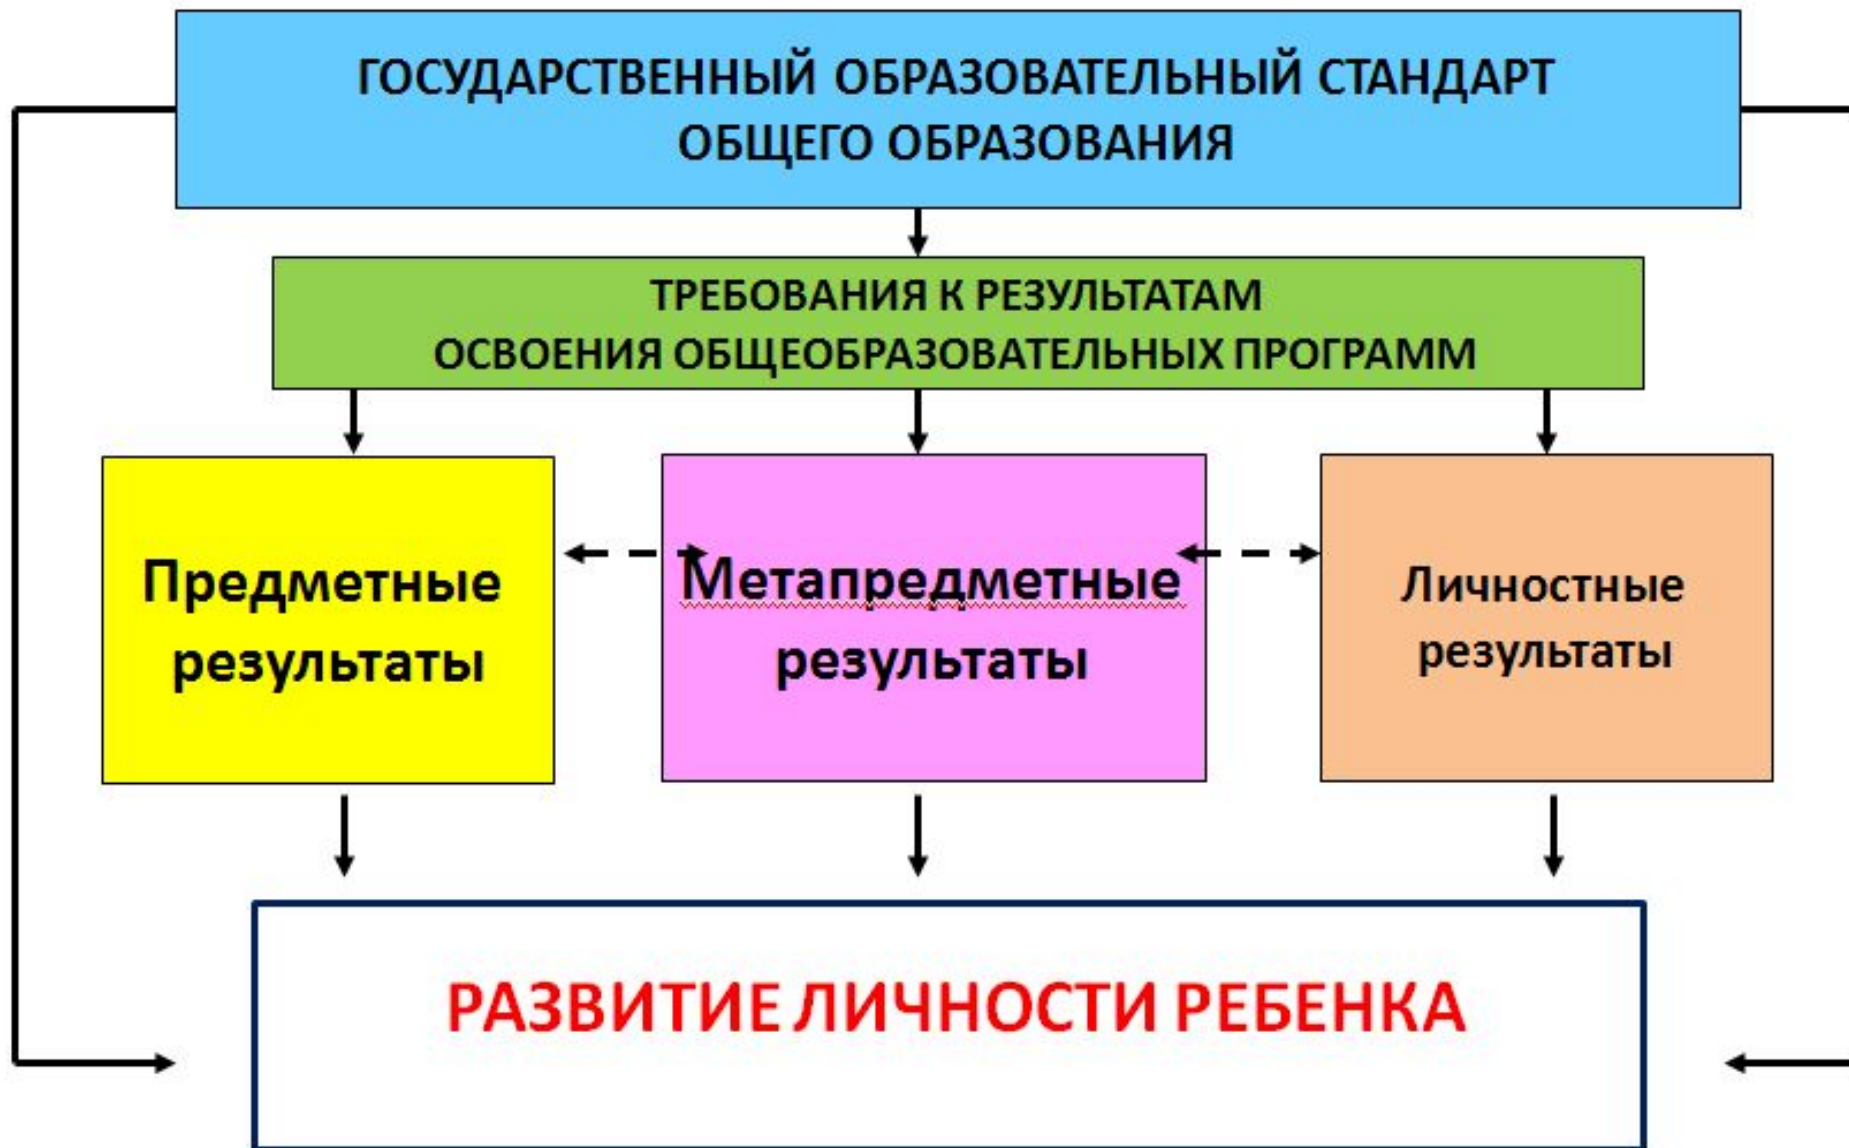 ГОСУДАРСТВЕННЫЙ ОБРАЗОВАТЕЛЬНЫЙ СТАНДАРТ
ОБЩЕГО ОБРАЗОВАНИЯ
ТРЕБОВАНИЯ К РЕЗУЛЬТАТАМ
ОСВОЕНИЯ ОБЩЕОБРАЗОВАТЕЛЬНЫХ ПРОГРАММ
Предметные
результаты
Метапредметные
результаты
Личностные
результаты
РАЗВИТИЕ ЛИЧНОСТИ РЕБЕНКА